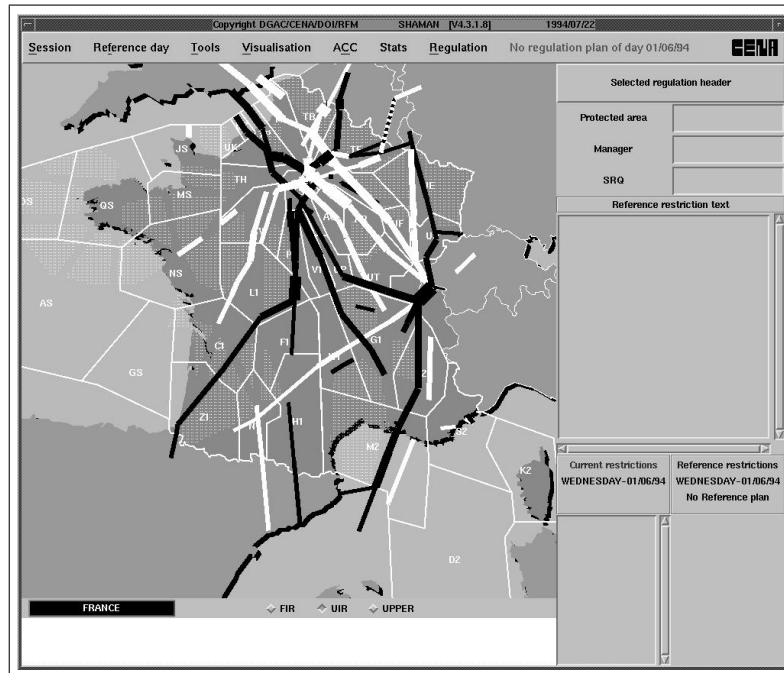 Copyright DGAC/CENA/DOI/RFM SHAMAN [V4.3.1.8] 1994/07/22
Session Reference day Tools Visualisation ACC Stats Regulation No regulation plan of day 01/06/94 CENA
Selected regulation header
Protected area
Manager
SRQ
Reference restriction text
TB
JS UK TF
TH
MS
QS
NS
V1 UT
L1
AS
F1 G1
C1
GS
Z1
H1
M2
K2
D2
Current restrictions
WEDNESDAY-01/06/94
Reference restrictions
WEDNESDAY-01/06/94
No Reference plan
FRANCE FIR UIR UPPER